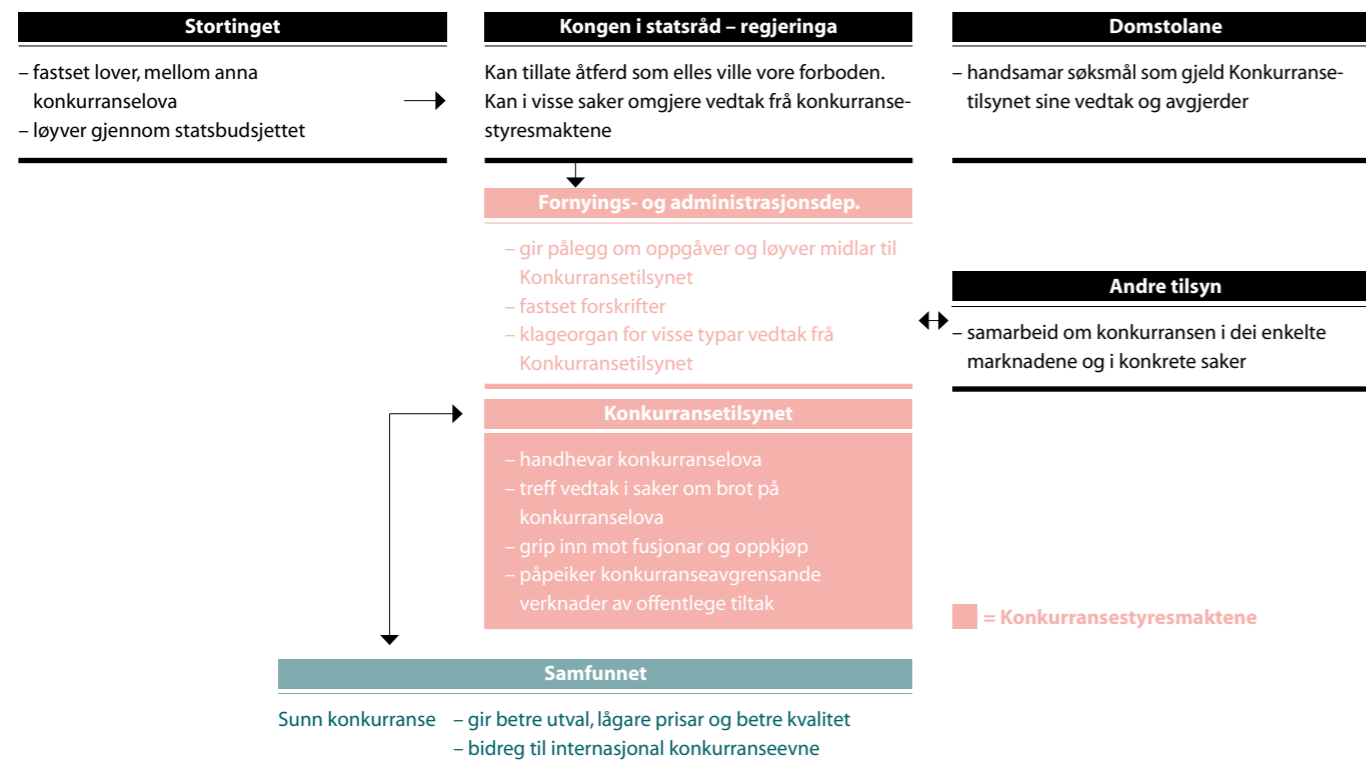 Stortinget
– fastset lover, mellom anna
konkurranselova
– løyver gjennom statsbudsjettet
Kongen i statsråd – regjeringa
Kan tillate åtferd som elles ville vore forboden.
Kan i visse saker omgjere vedtak frå konkurranse-
styresmaktene
Domstolane
– handsamar søksmål som gjeld Konkurranse-
tilsynet sine vedtak og avgjerder
Fornyings- og administrasjonsdep.
– gir pålegg om oppgåver og løyver midlar til
Konkurransetilsynet
– fastset forskrifter
– klageorgan for visse typar vedtak frå
Konkurransetilsynet
Andre tilsyn
– samarbeid om konkurransen i dei enkelte
marknadene og i konkrete saker
Konkurransetilsynet
– handhevar konkurranselova
– treff vedtak i saker om brot på
konkurranselova
– grip inn mot fusjonar og oppkjøp
– påpeiker konkurranseavgrensande
verknader av offentlege tiltak
= Konkurransestyresmaktene
Samfunnet
Sunn konkurranse – gir betre utval, lågare prisar og betre kvalitet
– bidreg til internasjonal konkurranseevne